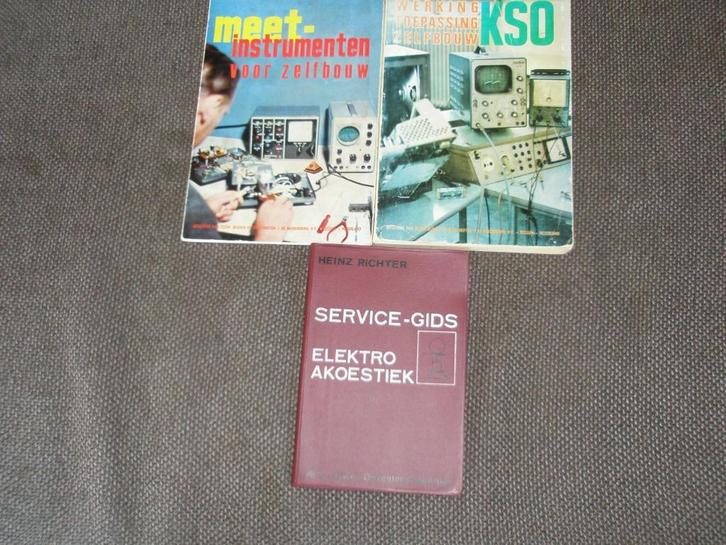 meet-
instrumenten
voor zelfbouw
WERKING
TOEPASSING
ZELFBOUW
KSO
HEINZ RICHTER
SERVICE-GIDS
ELEKTRO
AKOESTIEK